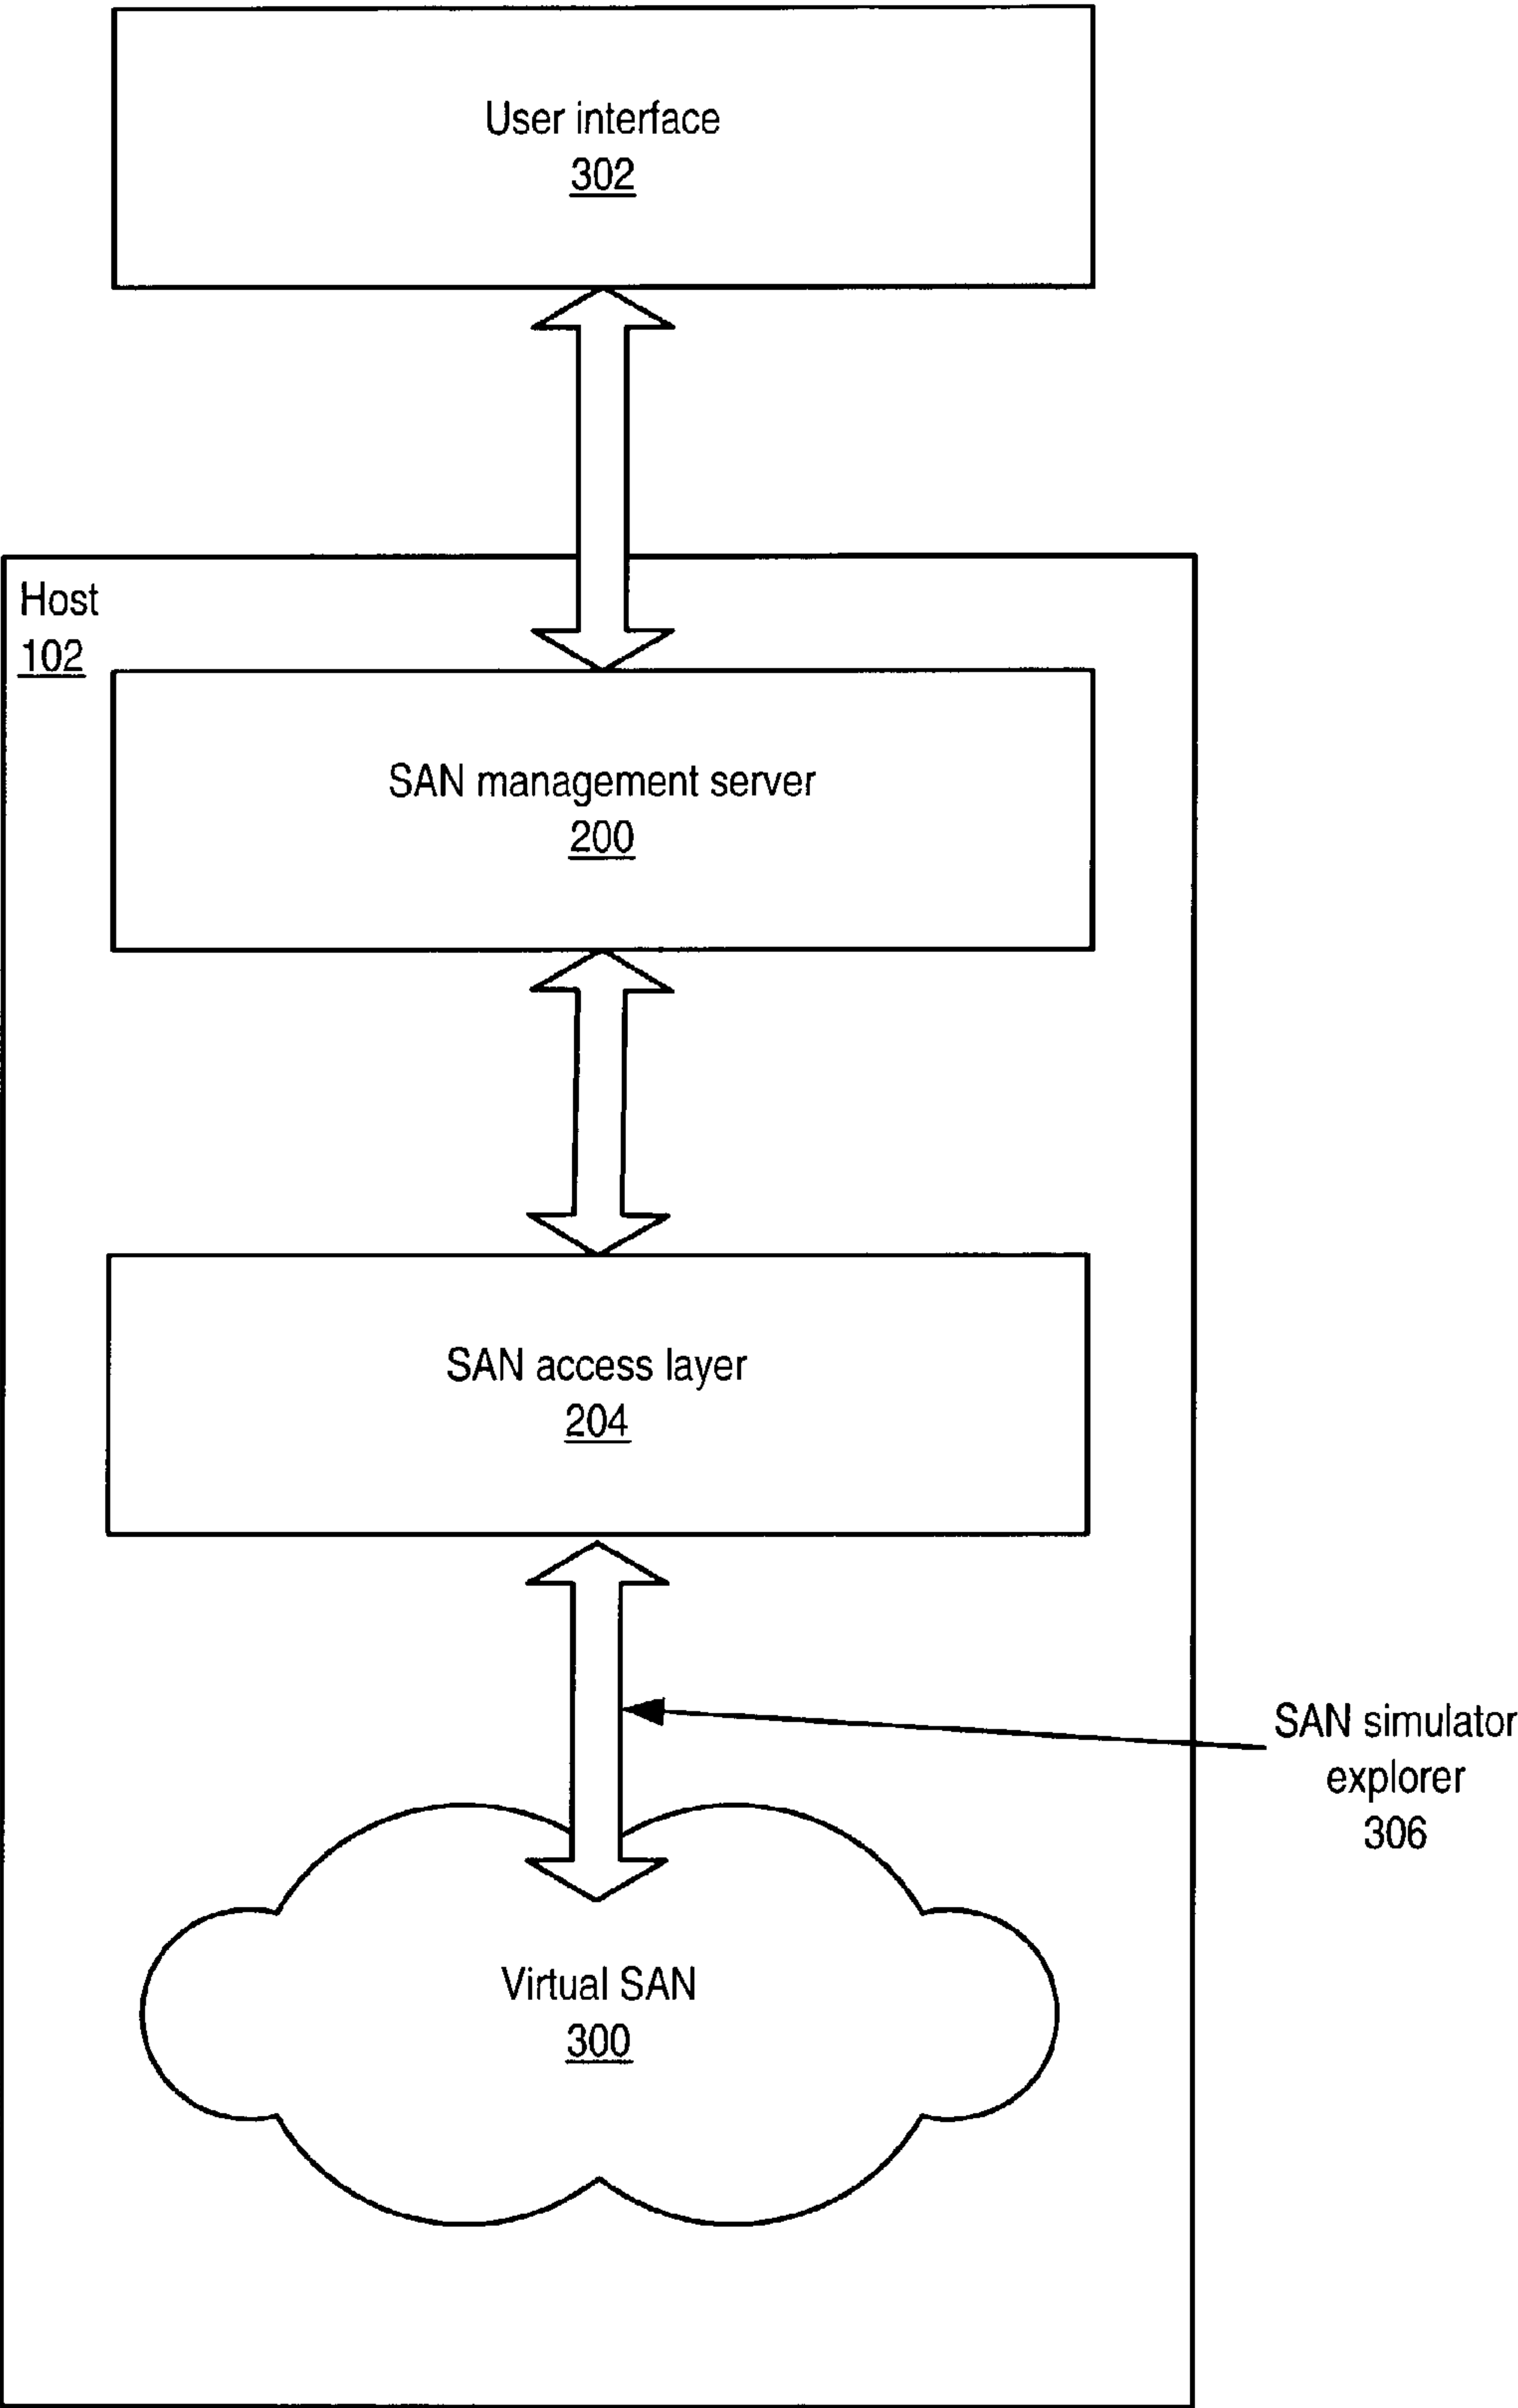 User interface
302
Host
102
SAN management server
200
SAN access layer
204
SAN simulator
explorer
306
Virtual SAN
300